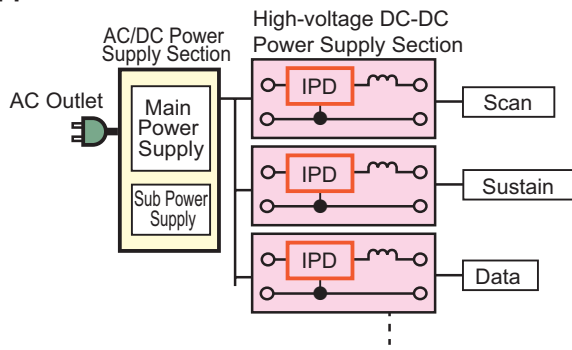 AC/DC Power
Supply Section
High-voltage DC-DC
Power Supply Section
AC Outlet
Main
Power
Supply
Sub Power
Supply
IPD
Scan
IPD
Sustain
IPD
Data